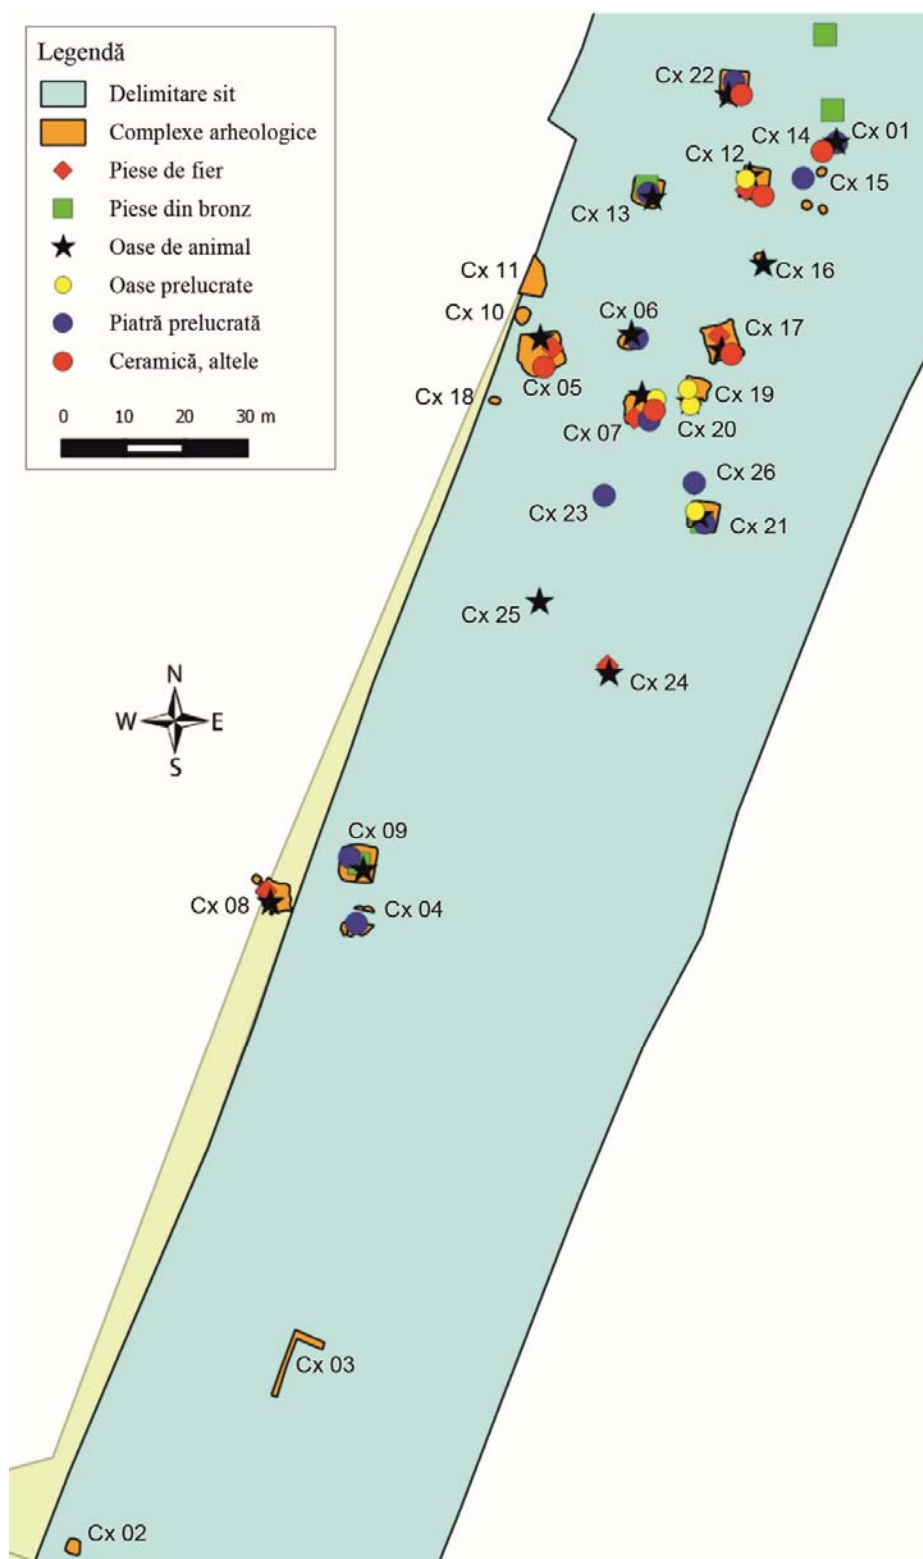 Legendă
Delimitare sit
Complexe arheologice
Piese de fier
Piese din bronz
Oase de animal
Oase prelucrate
Piatră prelucrată
Ceramică, altele
0 10 20 30 m
Cx 22
Cx 14 Cx 01
Cx 12
Cx 15
Cx 13
Cx 11
Cx 16
Cx 10
Cx 06
Cx 17
Cx 05
Cx 18
Cx 19
Cx 07
Cx 20
Cx 26
Cx 23
Cx 21
Cx 25
Cx 24
N
W E
S
Cx 09
Cx 08
Cx 04
Cx 03
Cx 02